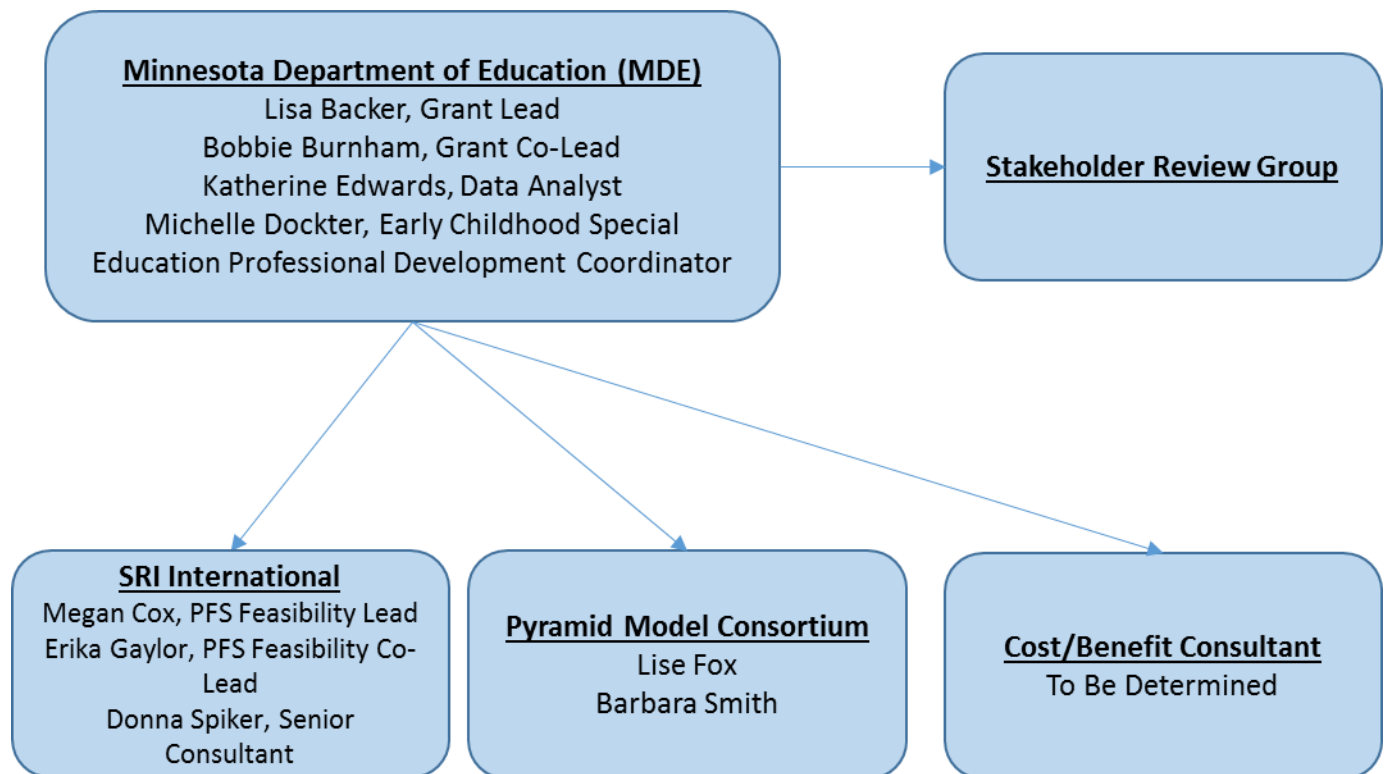 Minnesota Department of Education (MDE)
Lisa Backer, Grant Lead
Bobbie Burnham, Grant Co-Lead
Katherine Edwards, Data Analyst
Michelle Dockter, Early Childhood Special
Education Professional Development Coordinator
Stakeholder Review Group
SRI International
Megan Cox, PFS Feasibility Lead
Erika Gaylor, PFS Feasibility Co-
Lead
Donna Spiker, Senior
Consultant
Pyramid Model Consortium
Lise Fox
Barbara Smith
Cost/Benefit Consultant
To Be Determined